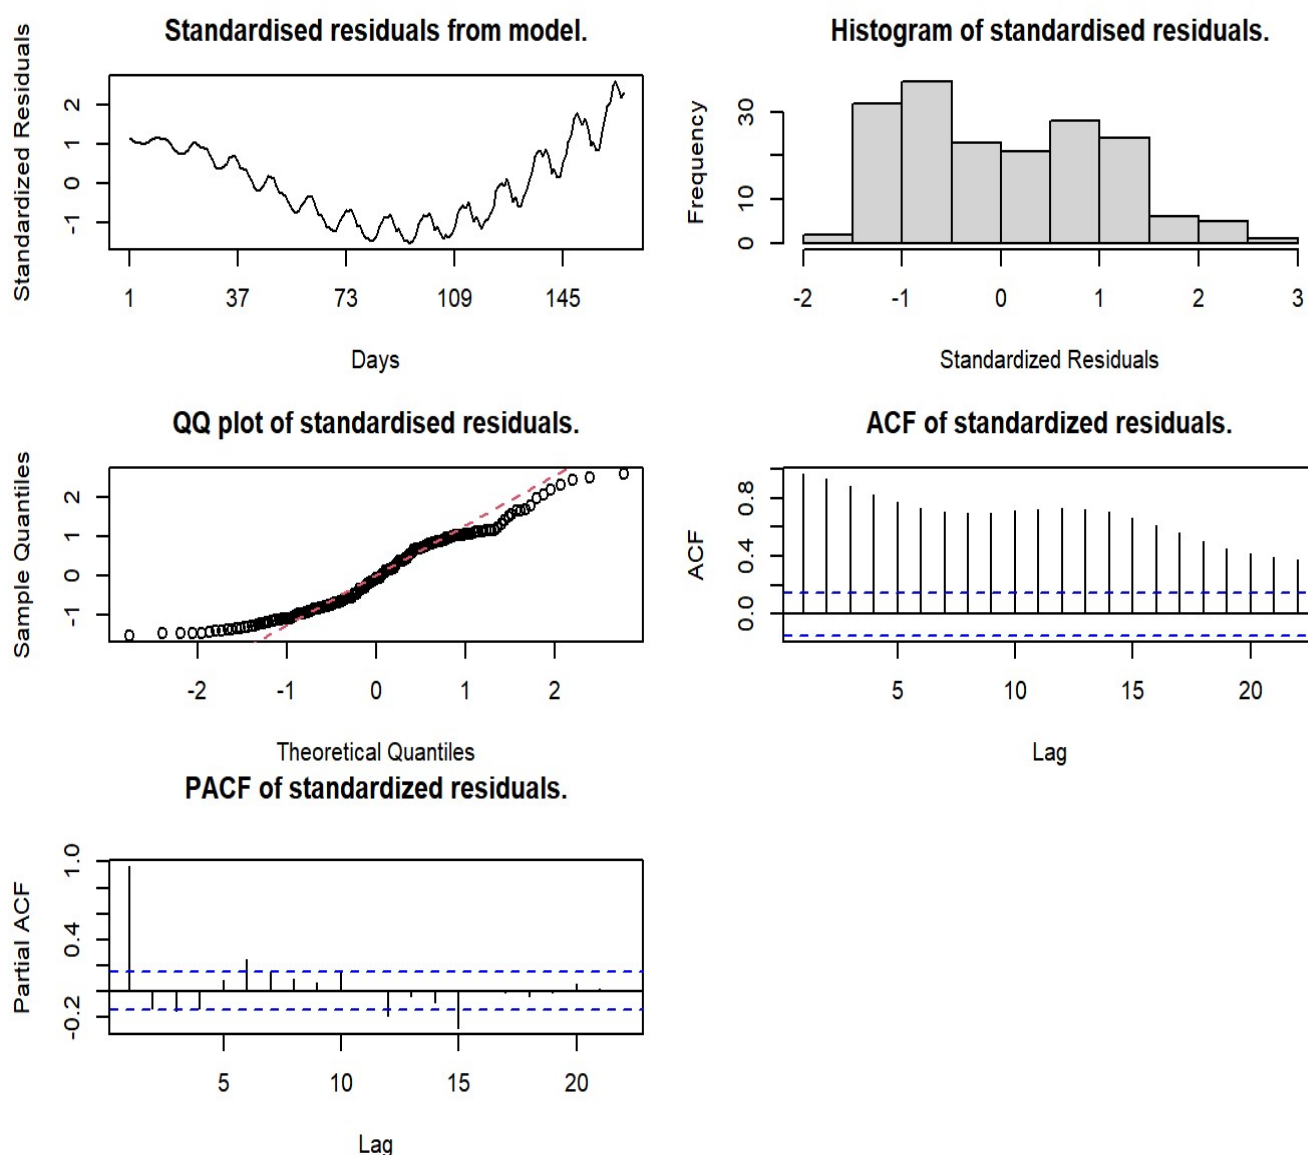 Standardised residuals from model.
Standardized Residuals
2
1
0
-1
1 37 73 109 145
Days
Histogram of standardised residuals.
Frequency
30
10
0
-2 -1 0 1 2 3
Standardized Residuals
QQ plot of standardised residuals.
Sample Quantiles
2
1
0
-1
-2 -1 0 1 2
Theoretical Quantiles
ACF of standardized residuals.
ACF
0.8
0.4
0.0
5 10 15 20
Lag
PACF of standardized residuals.
Partial ACF
1.0
0.4
-0.2
5 10 15 20
Lag